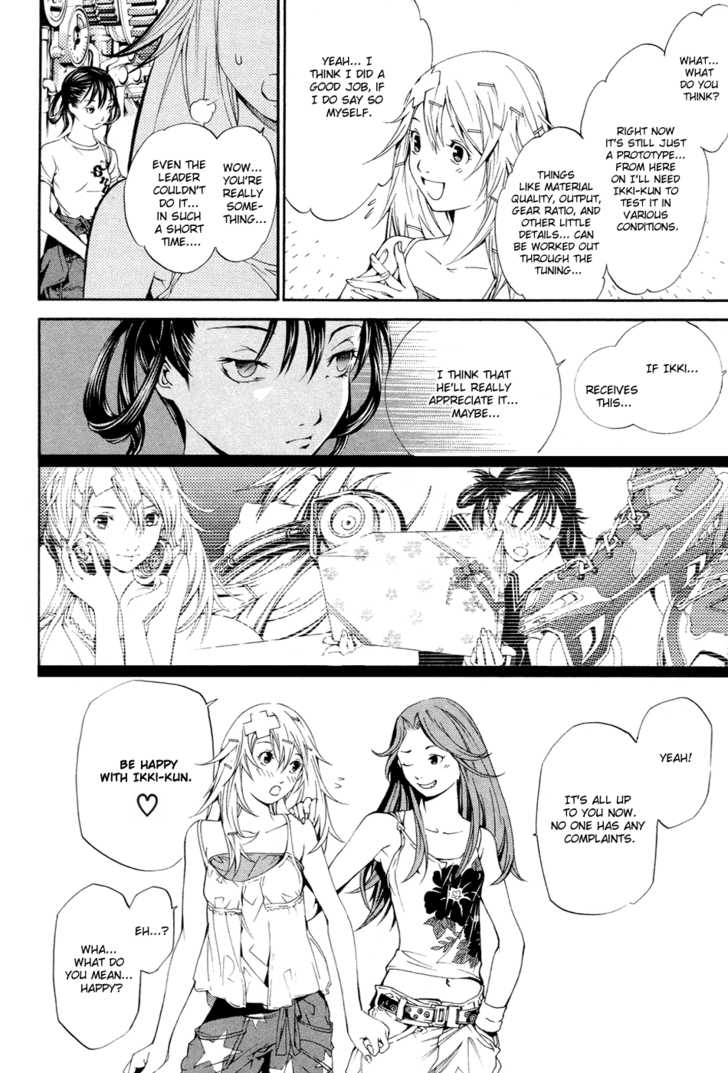 WHAT...
WHAT
DO YOU
THINK?
RIGHT NOW
IT'S STILL JUST
A PROTOTYPE...
FROM HERE
ON I'LL NEED
IKKI-KUN TO
TEST IT IN
VARIOUS
CONDITIONS.
THINGS
LIKE MATERIAL
QUALITY, OUTPUT,
GEAR RATIO, AND
OTHER LITTLE
DETAILS... CAN
BE WORKED OUT
THROUGH THE
TUNING...
YEAH... I
THINK I DID A
GOOD JOB, IF
I DO SAY SO
MYSELF.
WOW...
YOU'RE
REALLY
SOME-
THING...
EVEN THE
LEADER
COULDN'T
DO IT...
IN SUCH
A SHORT
TIME....
IF IKKI...
RECEIVES
THIS...
I THINK THAT
HE'LL REALLY
APPRECIATE IT...
MAYBE...
YEAH!
IT'S ALL UP
TO YOU NOW.
NO ONE HAS ANY
COMPLAINTS.
BE HAPPY
WITH IKKI-KUN.
♡
EH...?
WHA...
WHAT DO
YOU MEAN...
HAPPY?